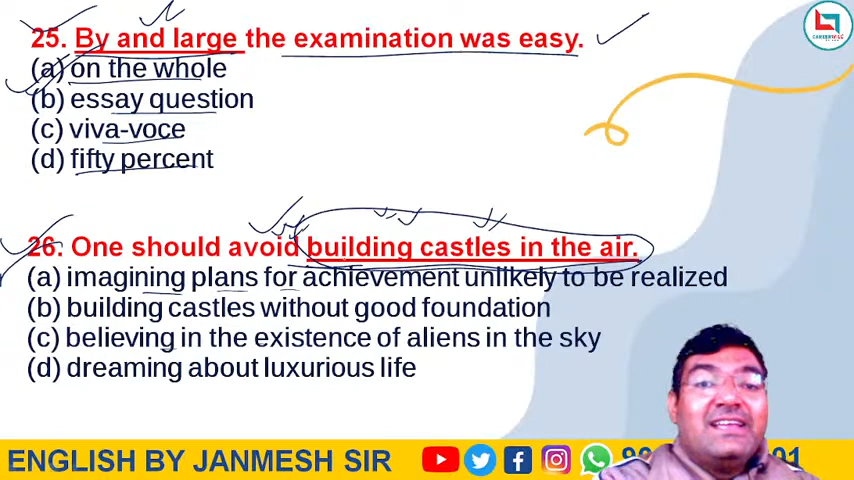 25. By and large the examination was easy.
(a) on the whole
(b) essay question
(c) viva-voce
(d) fifty percent
26. One should avoid building castles in the air.
(a) imagining plans for achievement unlikely to be realized
(b) building castles without good foundation
(c) believing in the existence of aliens in the sky
(d) dreaming about luxurious life
ENGLISH BY JANMESH SIR